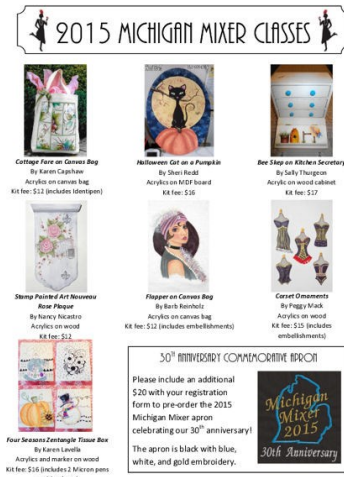 2015 MICHIGAN MIXER CLASSES
Cottage Fare on Canvas Bag
By Karen Capshaw
Acrylics on canvas bag
Kit fee: $12 (includes Identipen)
Halloween Cat on a Pumpkin
By Sheri Redd
Acrylics on MDF board
Kit fee: $16
Bee Skep on Kitchen Secretary
By Sally Thurgeon
Acrylic on wood cabinet
Kit fee: $17
Stamp Painted Art Nouveau
Rose Plaque
By Nancy Nicastro
Acrylics on wood
Kit fee: $12
Flapper on Canvas Bag
By Barb Reinholz
Acrylics on canvas bag
Kit fee: $12 (includes embellishments)
Corset Ornaments
By Peggy Mack
Acrylics on wood
Kit fee: $15 (includes
embellishments)
Four Seasons Zentangle Tissue Box
By Karen Lavella
Acrylics and marker on wood
Kit fee: $16 (includes 2 Micron pens
30th ANNIVERSARY COMMEMORATIVE APRON
Please include an additional
$20 with your registration
form to pre-order the 2015
Michigan Mixer apron
celebrating our 30th anniversary!
The apron is black with blue,
white, and gold embroidery.
Michigan
Mixer
2015
30th Anniversary